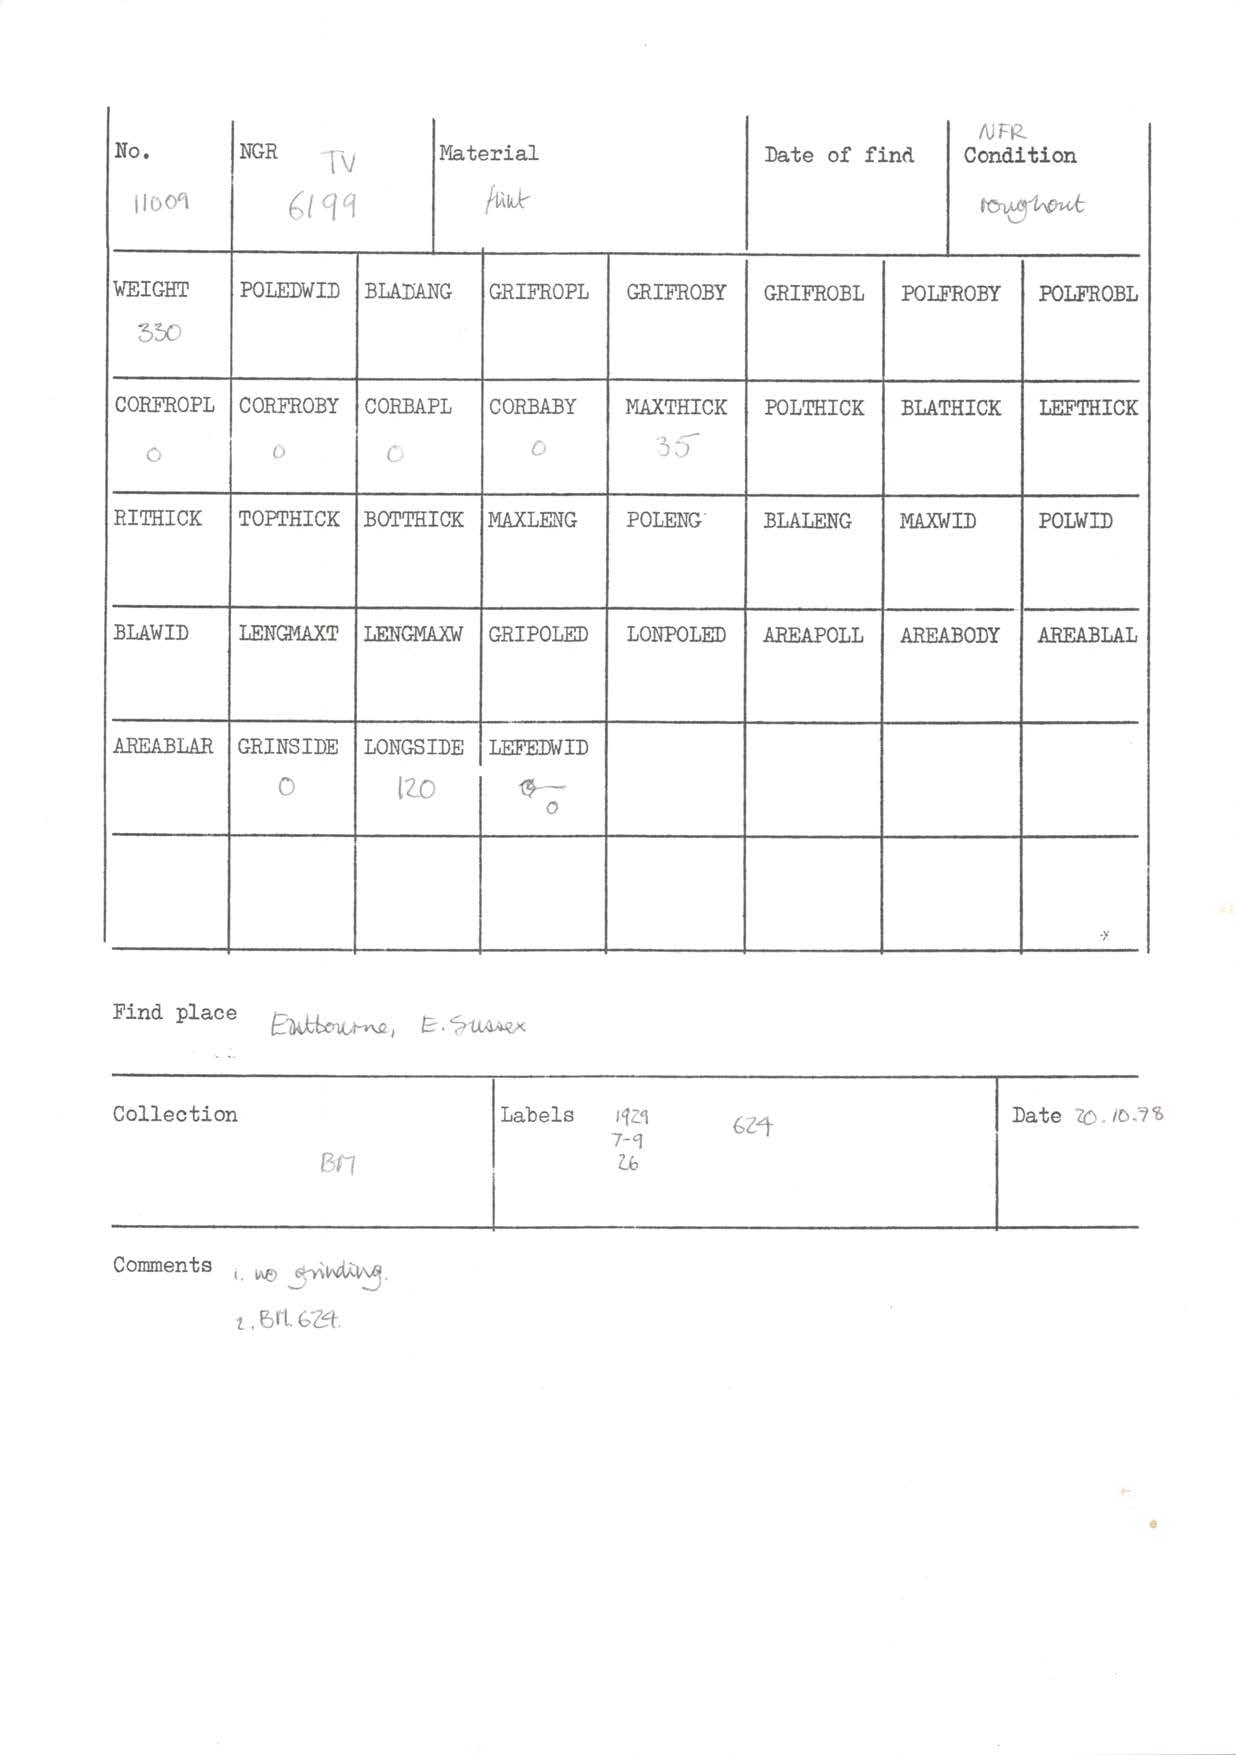 No. NGR TV Material Date of find NFR Condition
11009 6199 flint roughout
WEIGHT POLEDWID BLADANG GRIFROPL GRIFROBY GRIFROBL POLFROBY POLFROBL
330
CORFROPL CORFROBY CORBAPL CORBABY MAXTHICK POLTHICK BLATHICK LEFTHICK
0 0 0 0 35
RITHICK TOPTHICK BOTTHICK MAXLENG POLENG BLALENG MAXWID POLWID
BLAWID LENGMAXT LENGMAXW GRIPOLED LONPOLED AREAPOLL AREABODY AREABLAL
AREABLAR GRINSIDE LONGSIDE LEFEDWID
0 120 0
Find place Eastbourne, E. Sussex
Collection Labels 1929 624 Date 20.10.78
7-9
BM 26
Comments 1. no grinding.
2. BM. 624.